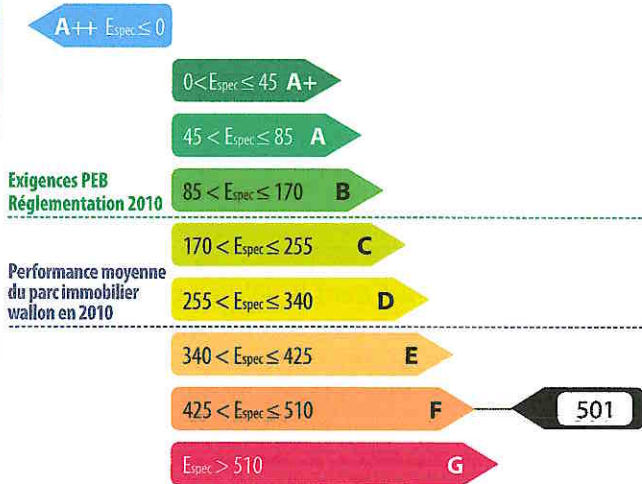 A++ Espec ≤ 0
0<Espec ≤ 45 A+
45 < Espec ≤ 85 A
Exigences PEB
Réglementation 2010
85 < Espec ≤ 170 B
170 < Espec ≤ 255 C
Performance moyenne
du parc immobilier
wallon en 2010
255 < Espec ≤ 340 D
340 < Espec ≤ 425 E
425 < Espec ≤ 510 F
501
Espec > 510 G